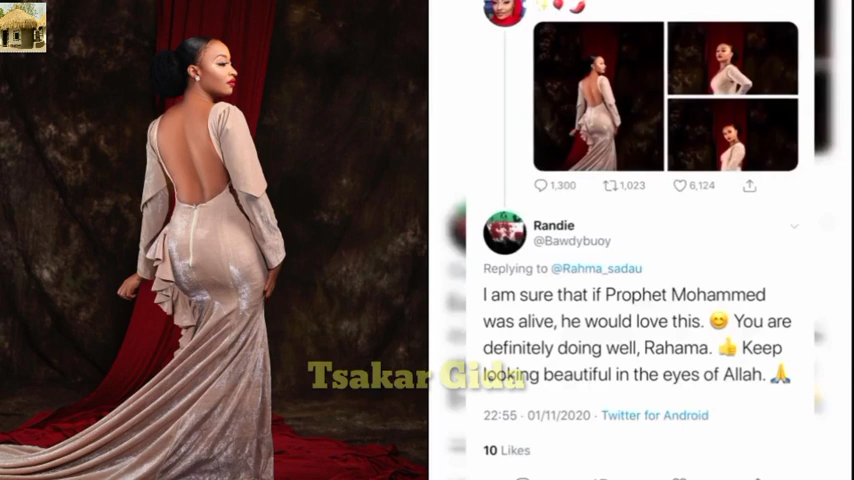 1,300 1,023 6,124
Randie
@Bawdybuoy
Replying to @Rahma_sadau
I am sure that if Prophet Mohammed
was alive, he would love this. 😊 You are
definitely doing well, Rahama. 👍 Keep
looking beautiful in the eyes of Allah. 🙏
Tsakar Gida
22:55 · 01/11/2020 · Twitter for Android
10 Likes